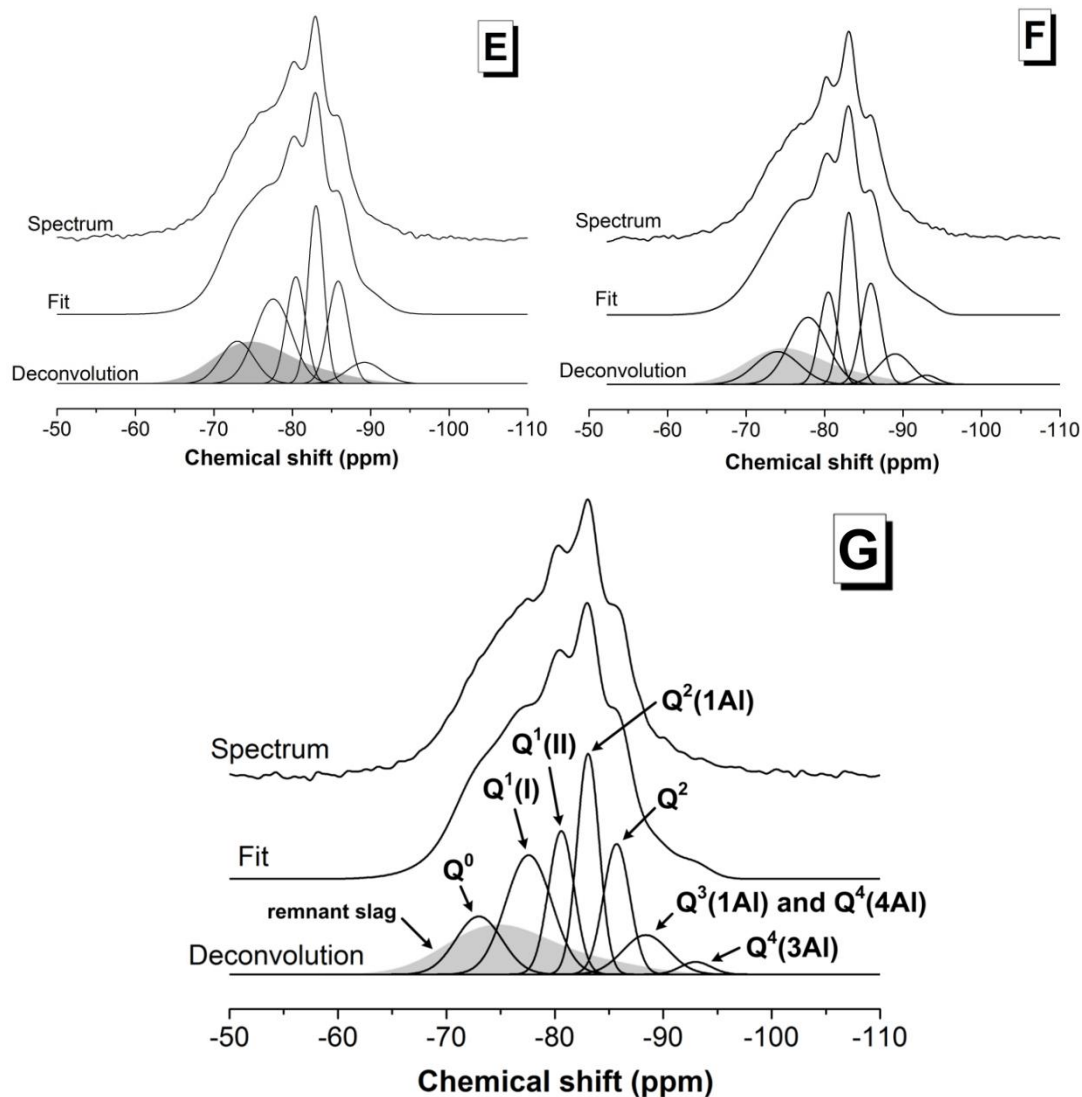 E
Spectrum
Fit
Deconvolution
-50 -60 -70 -80 -90 -100 -110
Chemical shift (ppm)
F
Spectrum
Fit
Deconvolution
-50 -60 -70 -80 -90 -100 -110
Chemical shift (ppm)
G
Q²(1Al)
Spectrum
Q¹(II)
Q¹(I)
Q²
Fit
Q⁰
Q³(1Al) and Q⁴(4Al)
remnant slag
Q⁴(3Al)
Deconvolution
-50 -60 -70 -80 -90 -100 -110
Chemical shift (ppm)